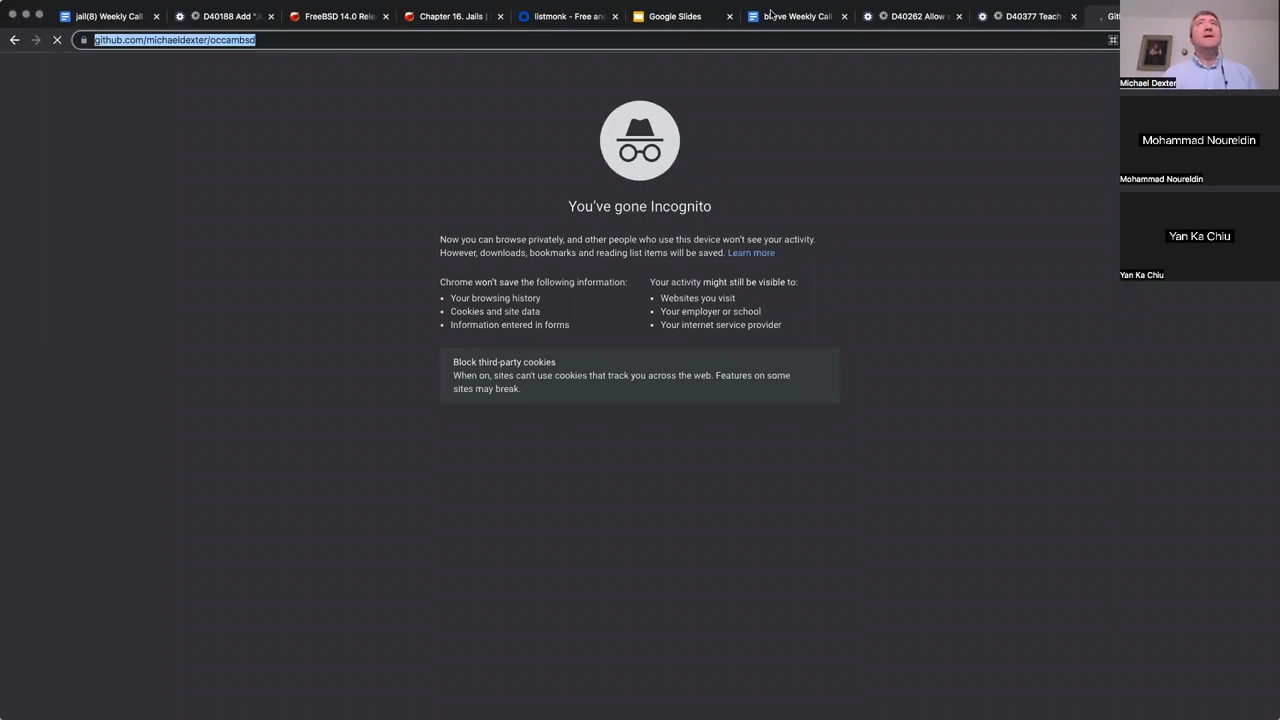 jail(8) Weekly Call
D40188 Add "J
FreeBSD 14.0 Rele
Chapter 16. Jails |
listmonk - Free and
Google Slides
bhyve Weekly Call
D40262 Allow s
D40377 Teach
Git
github.com/michaeldexter/occambsd
You've gone Incognito
Now you can browse privately, and other people who use this device won't see your activity.
However, downloads, bookmarks and reading list items will be saved. Learn more
Chrome won't save the following information:
• Your browsing history
• Cookies and site data
• Information entered in forms
Your activity might still be visible to:
• Websites you visit
• Your employer or school
• Your internet service provider
Block third-party cookies
When on, sites can't use cookies that track you across the web. Features on some
sites may break.
Michael Dexter
Mohammad Noureldin
Mohammad Noureldin
Yan Ka Chiu
Yan Ka Chiu